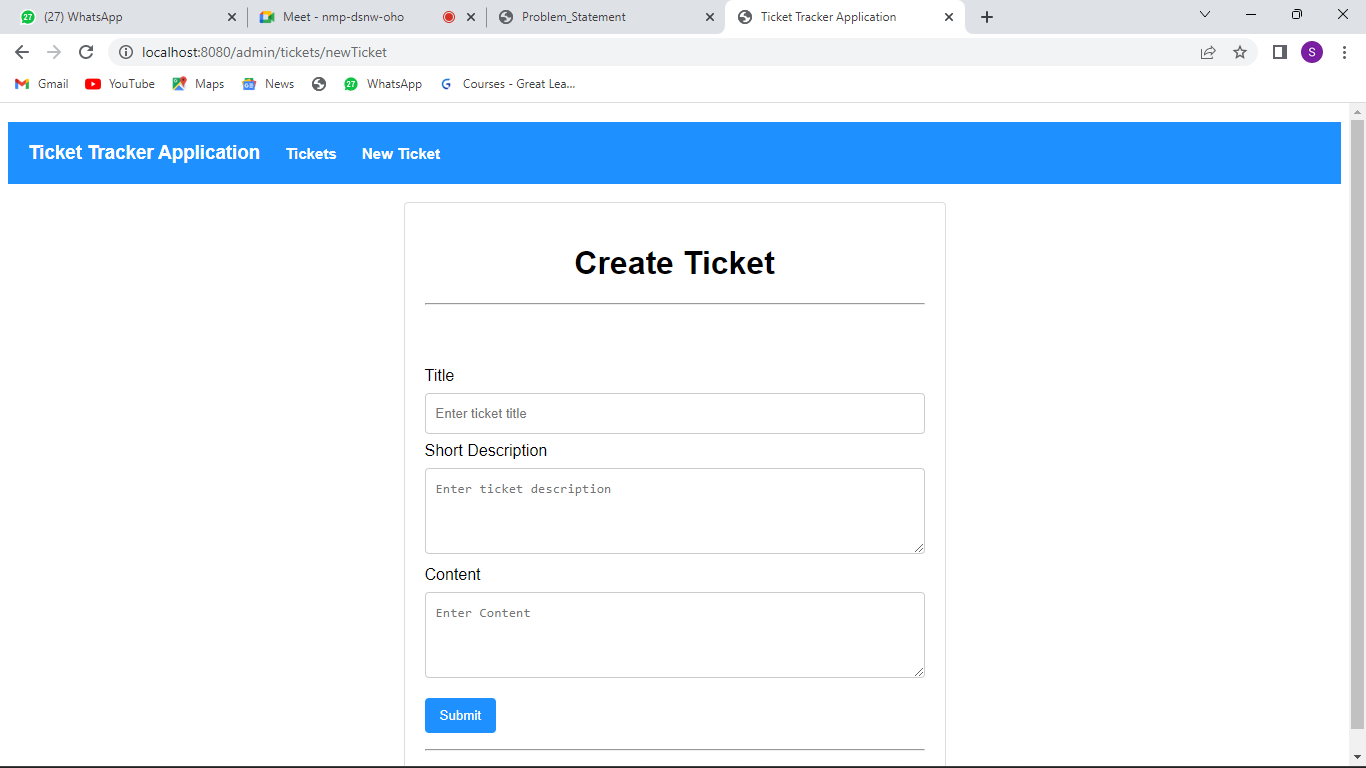 27 (27) WhatsApp Meet - nmp-dsnw-oho Problem_Statement Ticket Tracker Application
localhost:8080/admin/tickets/newTicket S
Gmail YouTube Maps GE News 27 WhatsApp G Courses - Great Lea...
Ticket Tracker Application Tickets New Ticket
Create Ticket
Title
Enter ticket title
Short Description
Enter ticket description
Content
Enter Content
Submit